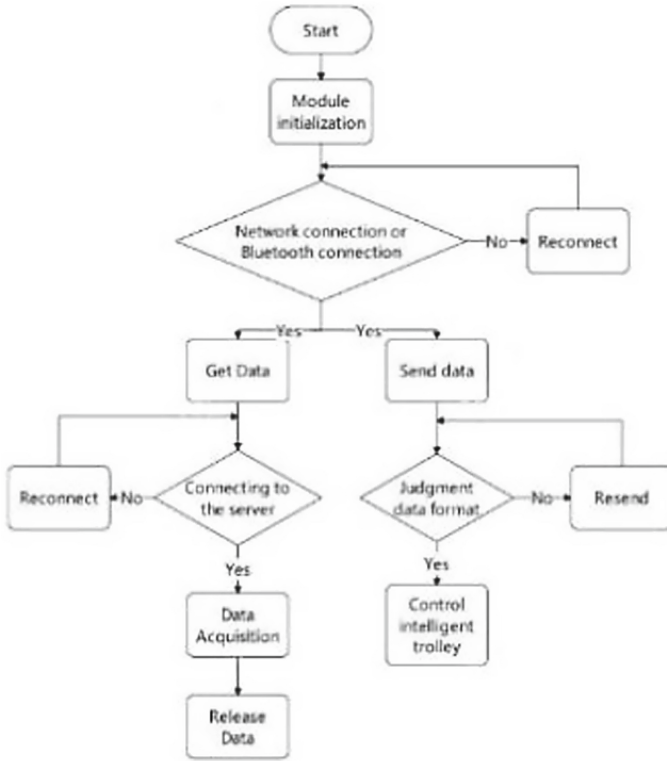 Start
Module
initialization
Network connection or
Bluetooth connection
No
Reconnect
Yes
Yes
Get Data
Send data
Reconnect
No
Connecting to
the server
Judgment
data format
No
Resend
Yes
Yes
Data
Acquisition
Control
intelligent
trolley
Release
Data